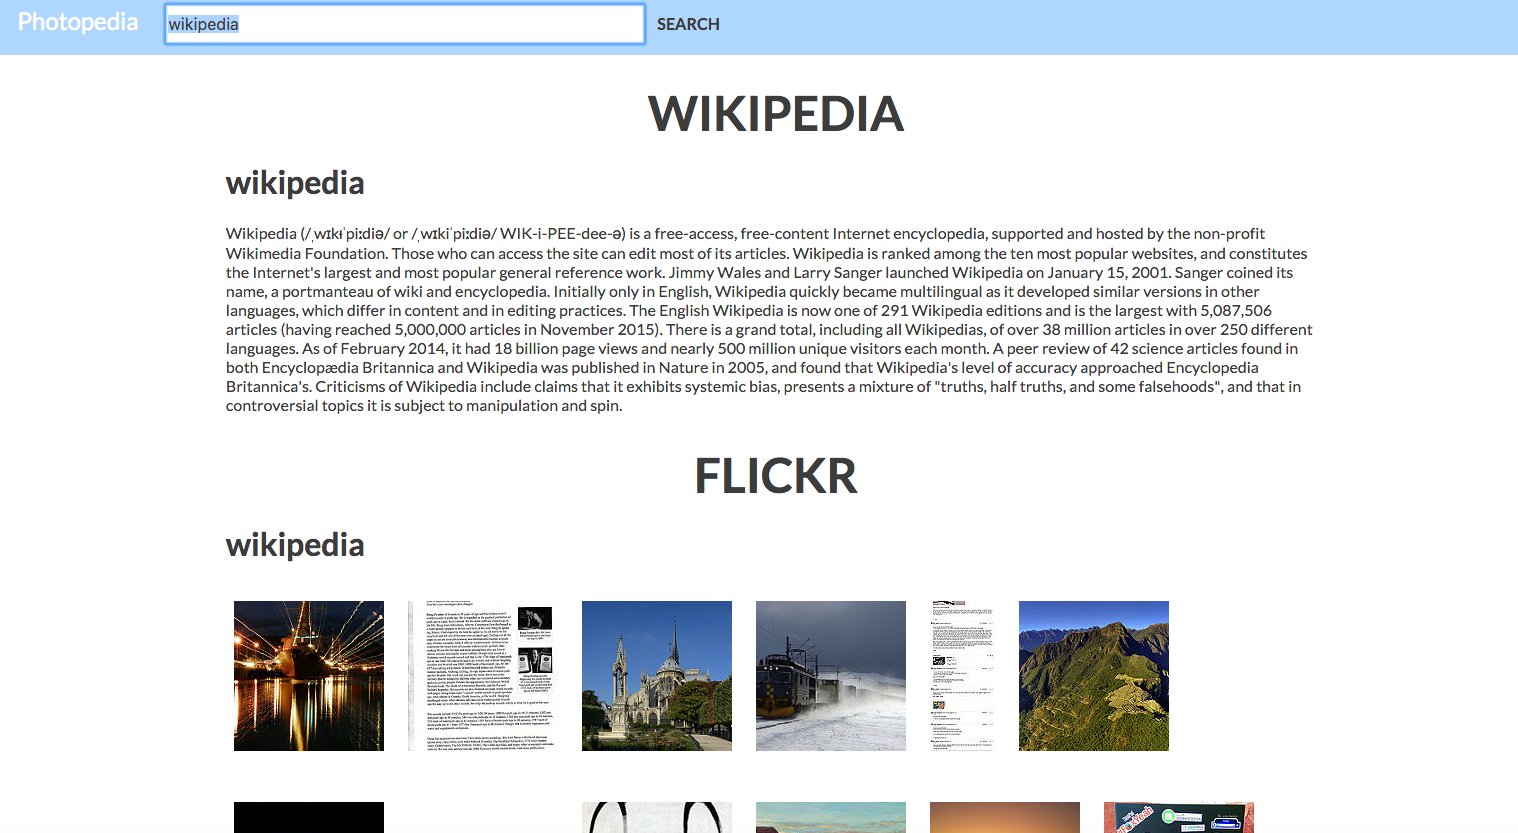 Photopedia wikipedia SEARCH
WIKIPEDIA
wikipedia
Wikipedia (/ˌwɪkɨˈpiːdiə/ or /ˌwɪkiˈpiːdiə/ WIK-i-PEE-dee-ə) is a free-access, free-content Internet encyclopedia, supported and hosted by the non-profit
Wikimedia Foundation. Those who can access the site can edit most of its articles. Wikipedia is ranked among the ten most popular websites, and constitutes
the Internet's largest and most popular general reference work. Jimmy Wales and Larry Sanger launched Wikipedia on January 15, 2001. Sanger coined its
name, a portmanteau of wiki and encyclopedia. Initially only in English, Wikipedia quickly became multilingual as it developed similar versions in other
languages, which differ in content and in editing practices. The English Wikipedia is now one of 291 Wikipedia editions and is the largest with 5,087,506
articles (having reached 5,000,000 articles in November 2015). There is a grand total, including all Wikipedias, of over 38 million articles in over 250 different
languages. As of February 2014, it had 18 billion page views and nearly 500 million unique visitors each month. A peer review of 42 science articles found in
both Encyclopædia Britannica and Wikipedia was published in Nature in 2005, and found that Wikipedia's level of accuracy approached Encyclopedia
Britannica's. Criticisms of Wikipedia include claims that it exhibits systemic bias, presents a mixture of "truths, half truths, and some falsehoods", and that in
controversial topics it is subject to manipulation and spin.
FLICKR
wikipedia